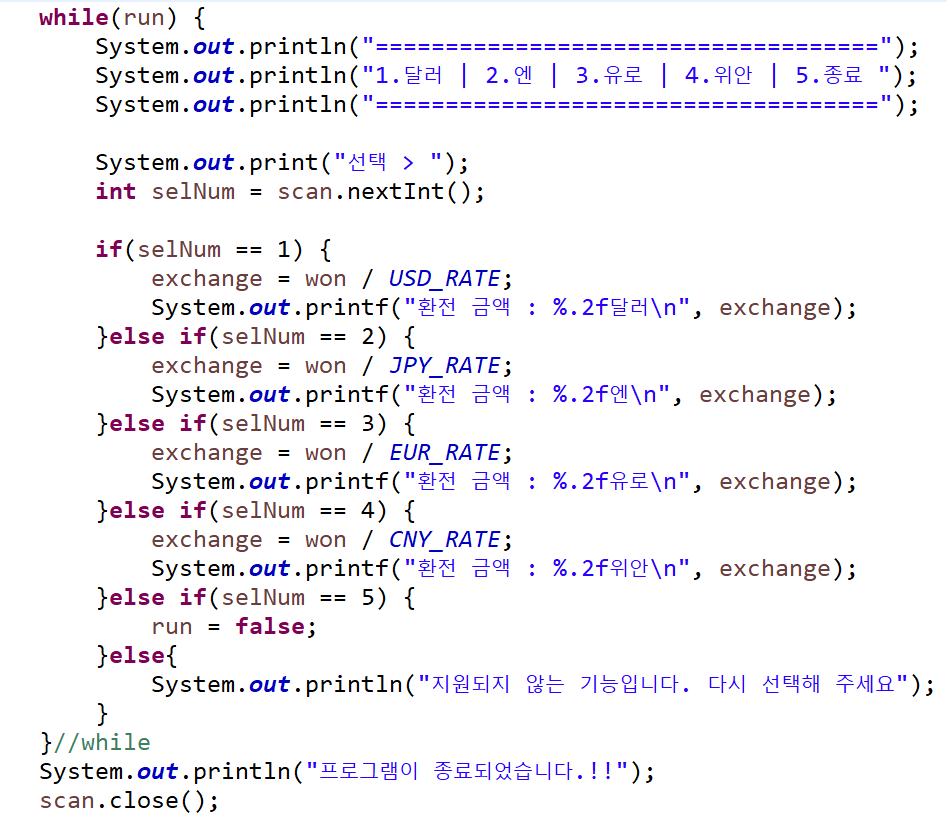 while(run) {
    System.out.println("====================================");
    System.out.println("1.달러 | 2.엔 | 3.유로 | 4.위안 | 5.종료 ");
    System.out.println("====================================");

    System.out.print("선택 > ");
    int selNum = scan.nextInt();

    if(selNum == 1) {
        exchange = won / USD_RATE;
        System.out.printf("환전 금액 : %.2f달러\n", exchange);
    }else if(selNum == 2) {
        exchange = won / JPY_RATE;
        System.out.printf("환전 금액 : %.2f엔\n", exchange);
    }else if(selNum == 3) {
        exchange = won / EUR_RATE;
        System.out.printf("환전 금액 : %.2f유로\n", exchange);
    }else if(selNum == 4) {
        exchange = won / CNY_RATE;
        System.out.printf("환전 금액 : %.2f위안\n", exchange);
    }else if(selNum == 5) {
        run = false;
    }else{
        System.out.println("지원되지 않는 기능입니다. 다시 선택해 주세요");
    }
}//while
System.out.println("프로그램이 종료되었습니다.!!");
scan.close();